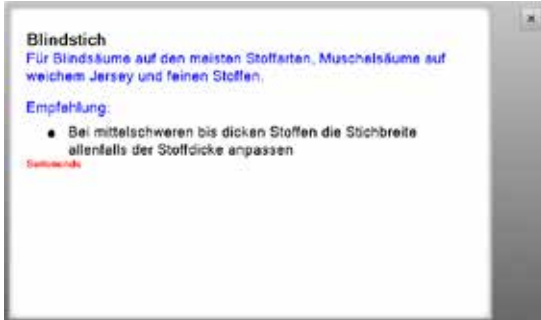 Blindstich
Für Blindsäume auf den meisten Stoffarten, Muschelsäume auf
weichem Jersey und feinen Stoffen.
Empfehlung:
Bei mittelschweren bis dicken Stoffen die Stichbreite
allenfalls der Stoffdicke anpassen